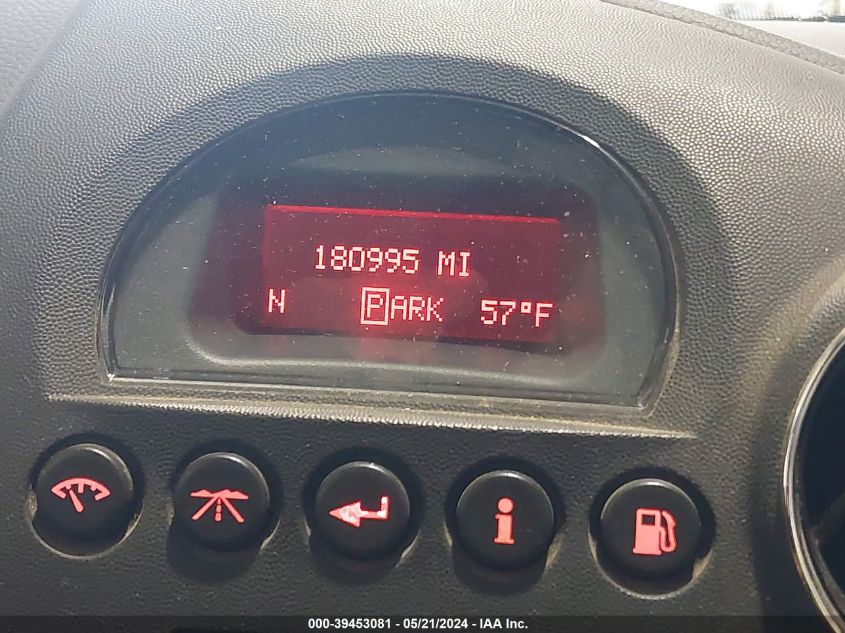 180995 MI
N PARK 57°F
i
000-39453081 - 05/21/2024 - IAA Inc.